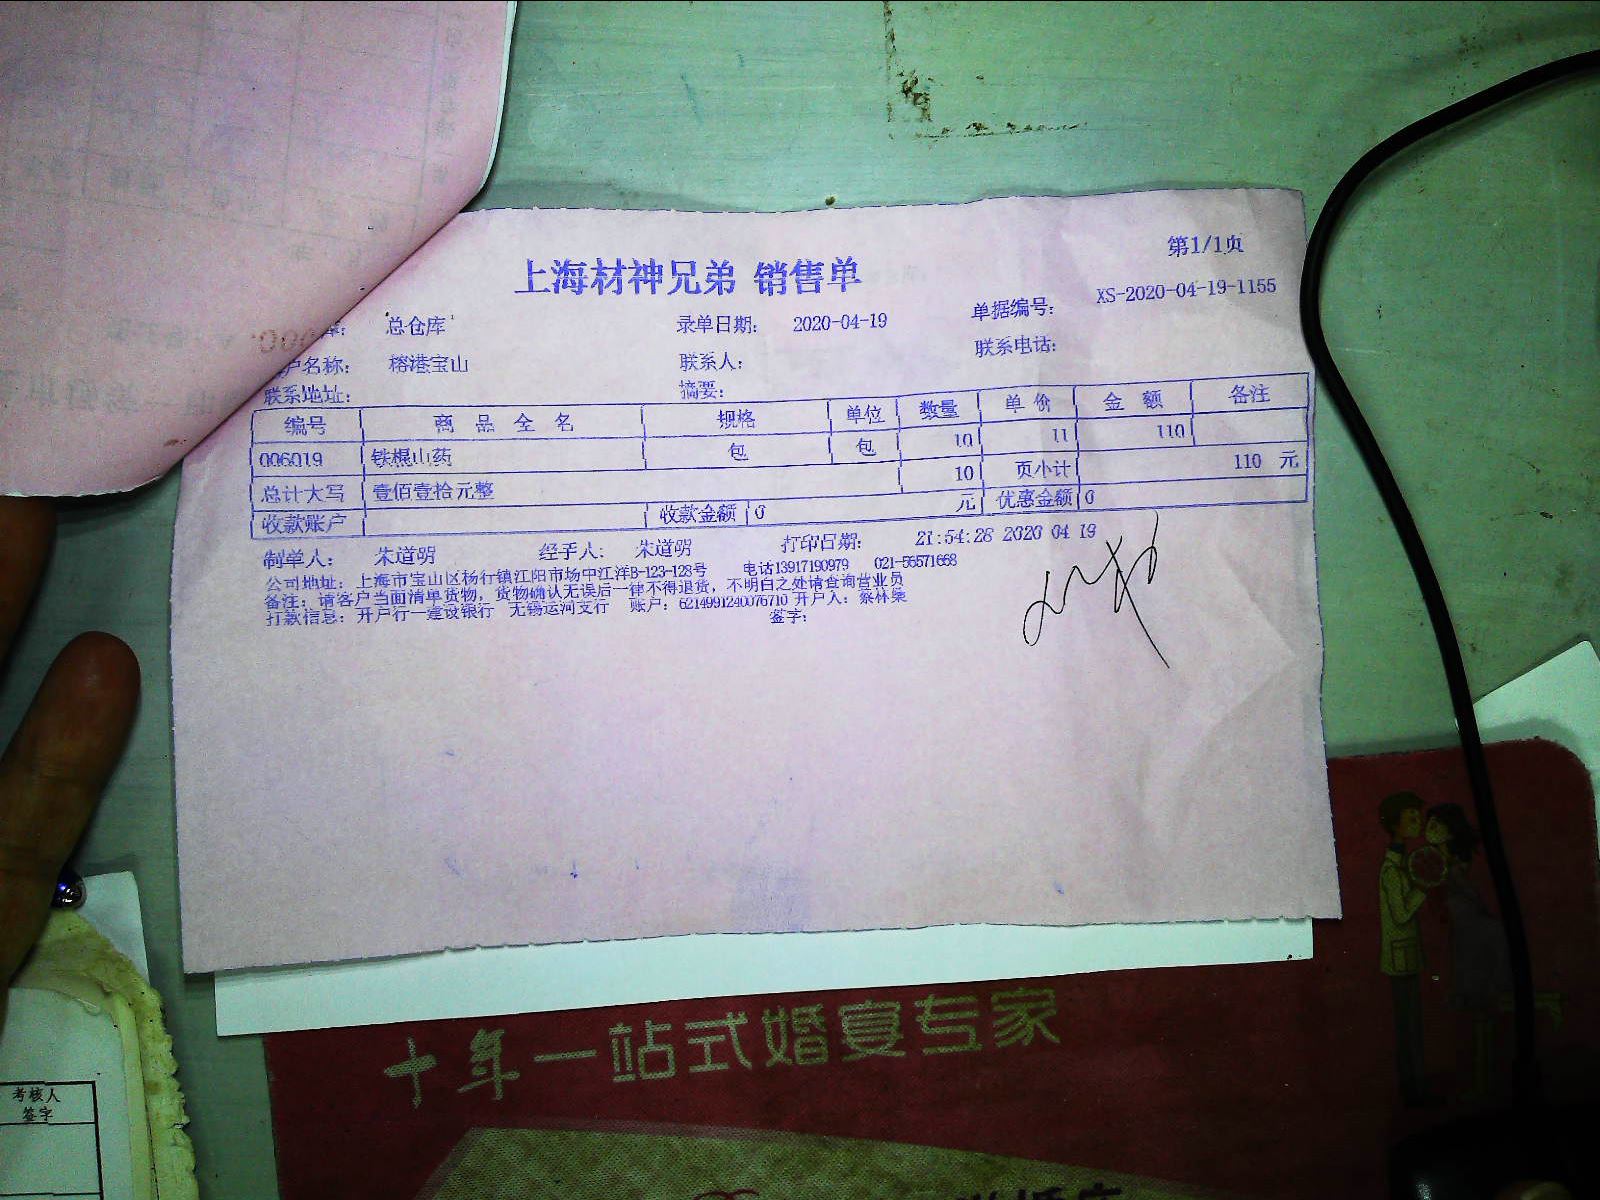 上海材神兄弟 销售单
第1/1页
库: 总仓库 录单日期: 2020-04-19 单据编号: XS-2020-04-19-1155
户名称: 榕港宝山 联系人: 联系电话:
联系地址: 摘要:
编号 商品全名 规格 单位 数量 单价 金额 备注
006019 铁棍山药 包 包 10 11 110
总计大写 壹佰壹拾元整 10 页小计 110 元
收款账户 收款金额 0 元 优惠金额 0
制单人: 朱道明 经手人: 朱道明 打印日期: 21:54:28 2020 04 19
公司地址: 上海市宝山区杨行镇江阳市场中江洋B-123-128号 电话13917190979 021-56571668
备注: 请客户当面清单货物, 货物确认无误后一律不得退货, 不明白之处请查询营业员
打款信息: 开户行一建设银行 无锡运河支行 账户: 6214991240076710 开户人: 蔡林燊
签字:
考核人
签字
十年一站式婚宴专家